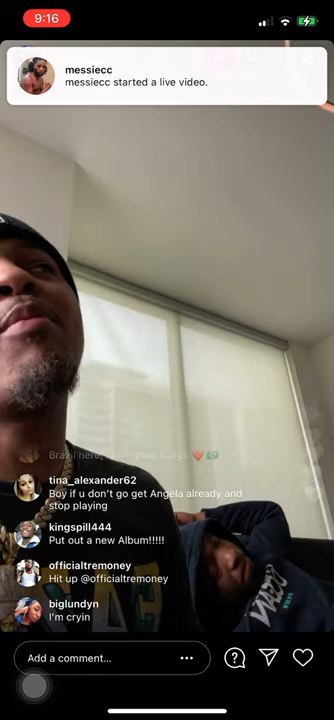 9:16
messiecc
messiecc started a live video.
Brazil here, I love your songs ❤️ 🇧🇷
tina_alexander62
Boy if u don't go get Angela already and
stop playing
kingspill444
Put out a new Album!!!!!
officialtremoney
Hit up @officialtremoney
biglundyn
I'm cryin
Add a comment...